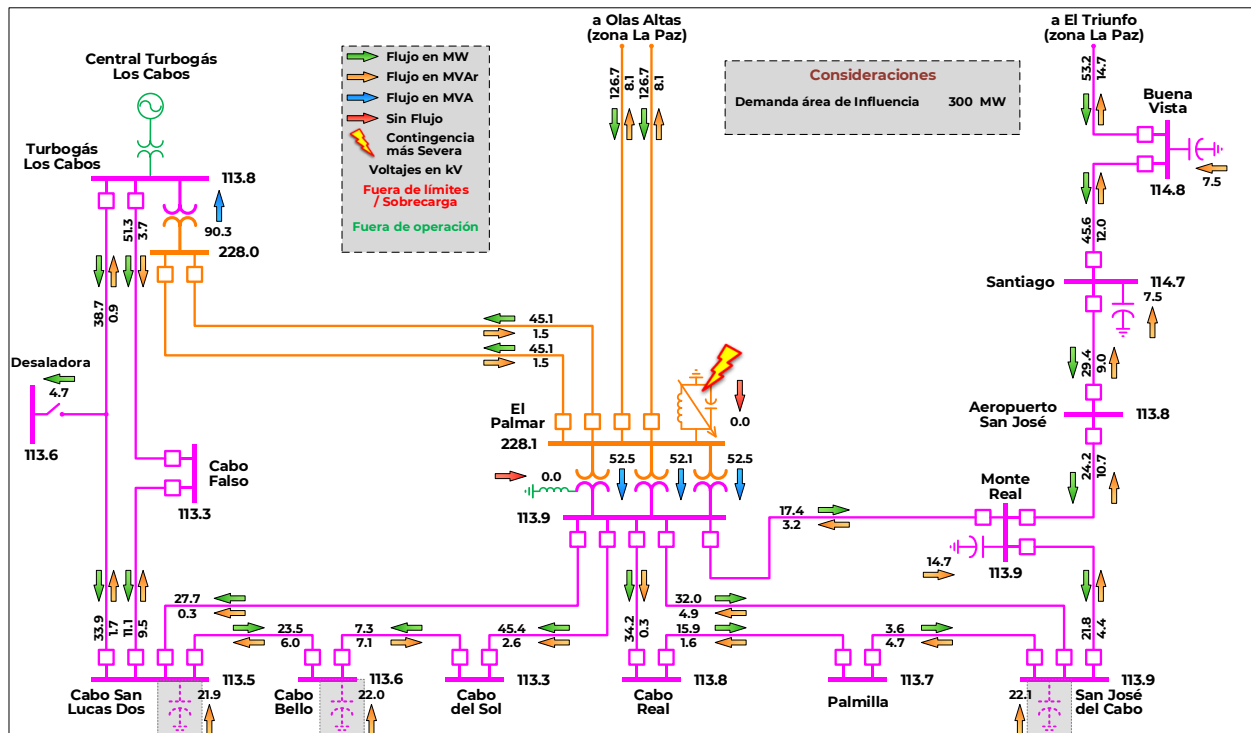 a Olas Altas
(zona La Paz)
a El Triunfo
(zona La Paz)
Central Turbogás
Los Cabos
Flujo en MW
Flujo en MVAr
Flujo en MVA
Sin Flujo
Contingencia
más Severa
Voltajes en kV
Fuera de límites
/ Sobrecarga
Fuera de operación
Consideraciones
Demanda área de Influencia 300 MW
126.7
8.1
126.7
8.1
53.2
14.7
Buena
Vista
7.5
114.8
Turbogás
Los Cabos
113.8
51.3
3.7
90.3
228.0
38.7
0.9
45.6
12.0
Santiago
114.7
7.5
45.1
1.5
45.1
1.5
29.4
9.0
Desaladora
4.7
113.6
El
Palmar
228.1
0.0
Aeropuerto
San José
113.8
Cabo
Falso
113.3
0.0
52.5
52.1
52.5
113.9
24.2
10.7
Monte
Real
17.4
3.2
14.7
113.9
27.7
0.3
32.0
4.9
33.9
1.7
11.1
9.5
23.5
6.0
7.3
7.1
45.4
2.6
34.2
0.3
15.9
1.6
3.6
4.7
21.8
4.4
Cabo San
Lucas Dos
21.9
113.5
Cabo
Bello
22.0
113.6
Cabo
del Sol
113.3
Cabo
Real
113.8
Palmilla
113.7
22.1
San José
del Cabo
113.9